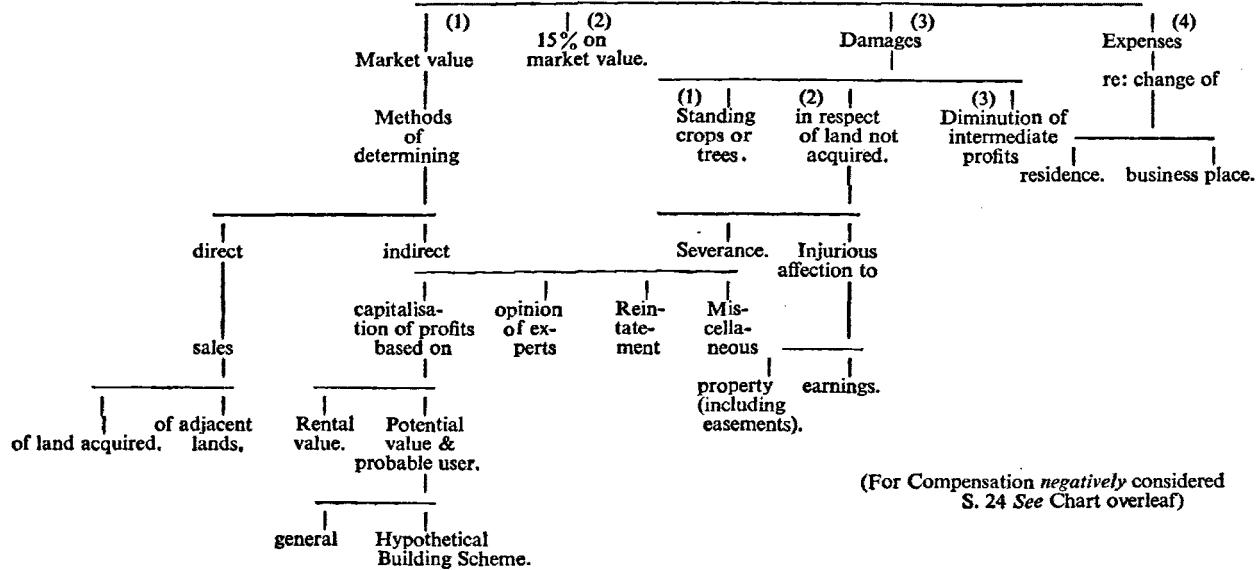 (1)
(2)
(3)
(4)
Market value
15% on
market value.
Damages
Expenses
re: change of
Methods
of
determining
(1)
Standing
crops or
trees.
(2)
in respect
of land not
acquired.
(3)
Diminution of
intermediate
profits
residence.
business place.
direct
indirect
Severance.
Injurious
affection to
sales
capitalisa-
tion of profits
based on
opinion
of ex-
perts
Rein-
tate-
ment
Mis-
cella-
neous
property
(including
easements).
earnings.
of land acquired.
of adjacent
lands.
Rental
value.
Potential
value &
probable user.
general
Hypothetical
Building Scheme.
(For Compensation negatively considered
S. 24 See Chart overleaf)